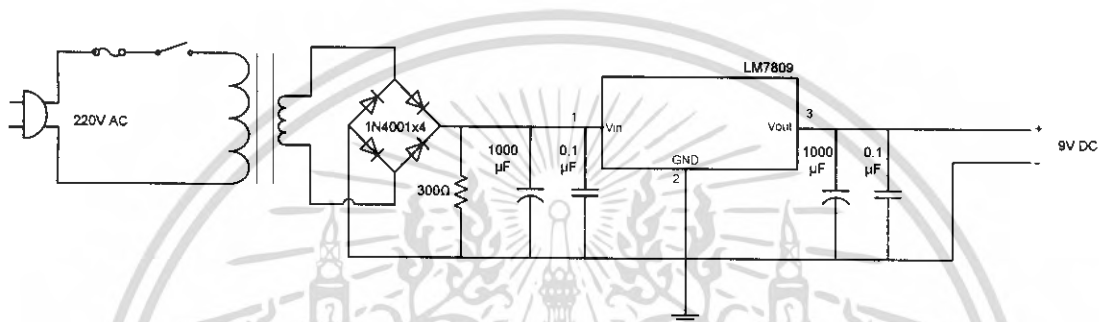 220V AC
1N4001x4
300Ω
1000
µF
0.1
µF
1
Vin
LM7809
GND
2
Vout
3
1000
µF
0.1
µF
+
9V DC
-